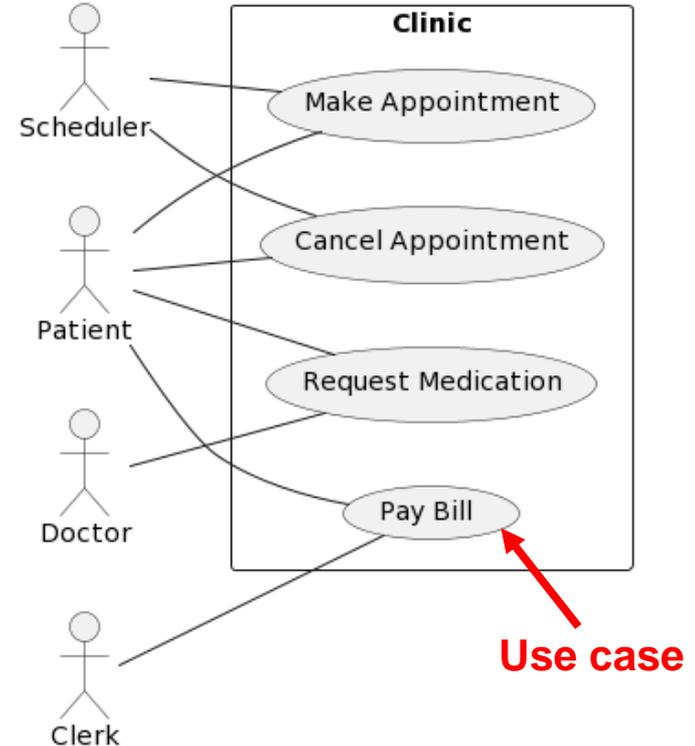 Clinic
Make Appointment
Scheduler
Cancel Appointment
Patient
Request Medication
Doctor
Pay Bill
Use case
Clerk